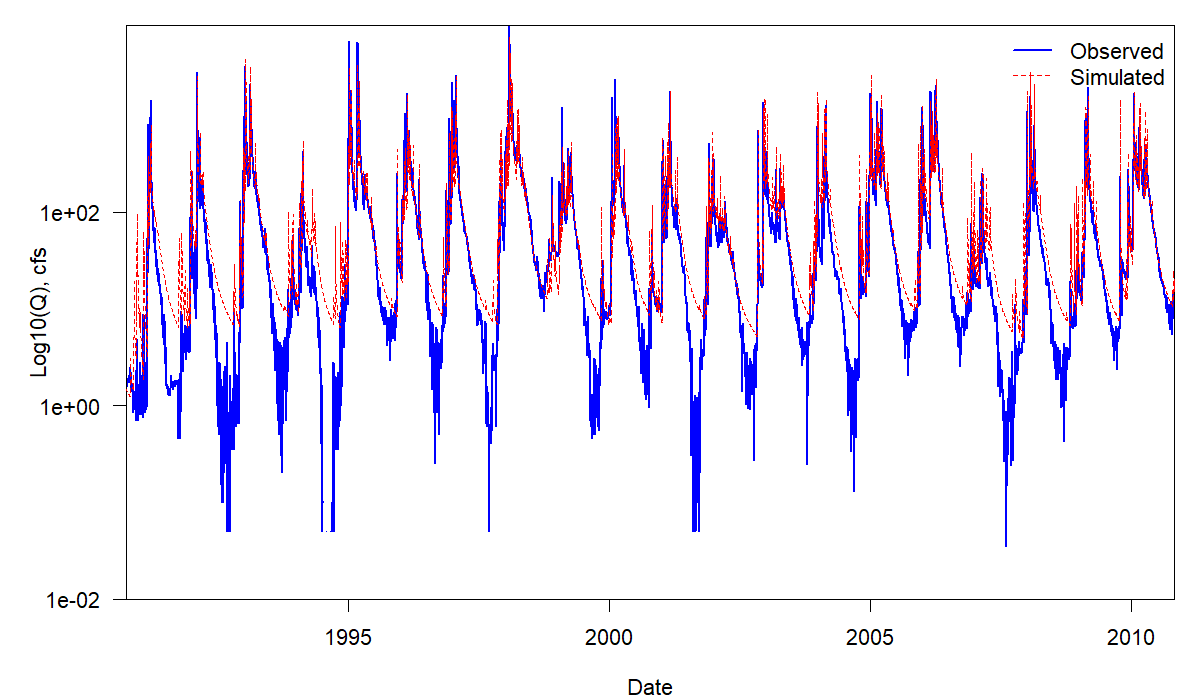 Observed
Simulated
Log10(Q), cfs
1e+02
1e+00
1e-02
1995
2000
2005
2010
Date